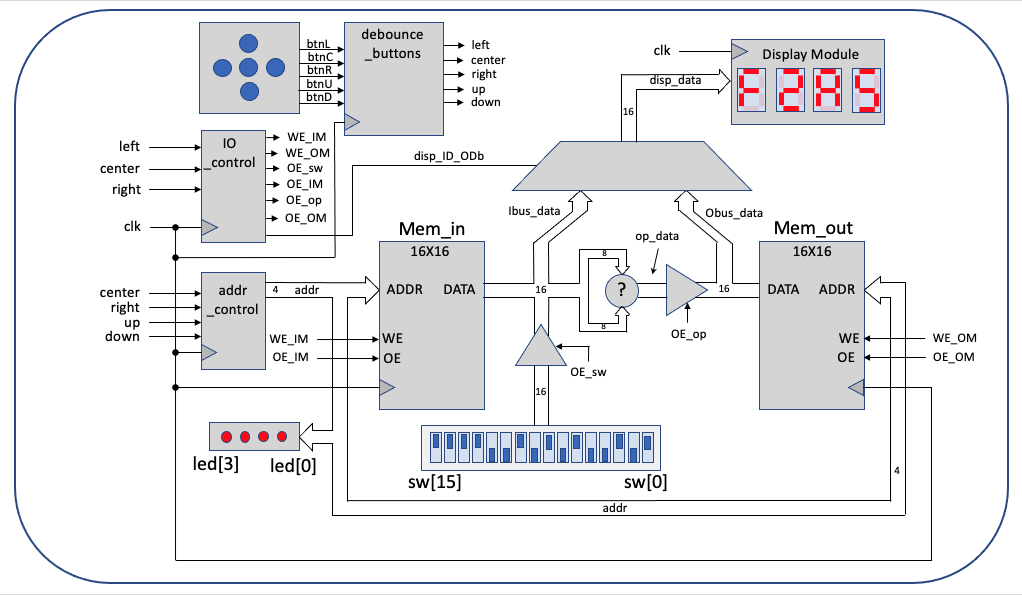 btnL
btnC
btnR
btnU
btnD
debounce
_buttons
left
center
right
up
down
clk
Display Module
disp_data
16
E2A5
left
center
right
clk
IO
_control
WE_IM
WE_OM
OE_sw
OE_IM
OE_op
OE_OM
disp_ID_ODb
Ibus_data
Obus_data
center
right
up
down
addr
_control
4 addr
WE_IM
OE_IM
Mem_in
16X16
ADDR DATA
WE
OE
16
8
8
?
op_data
OE_op
16
OE_sw
16
Mem_out
16X16
DATA ADDR
WE
OE
WE_OM
OE_OM
led[3] led[0]
sw[15] sw[0]
4
addr